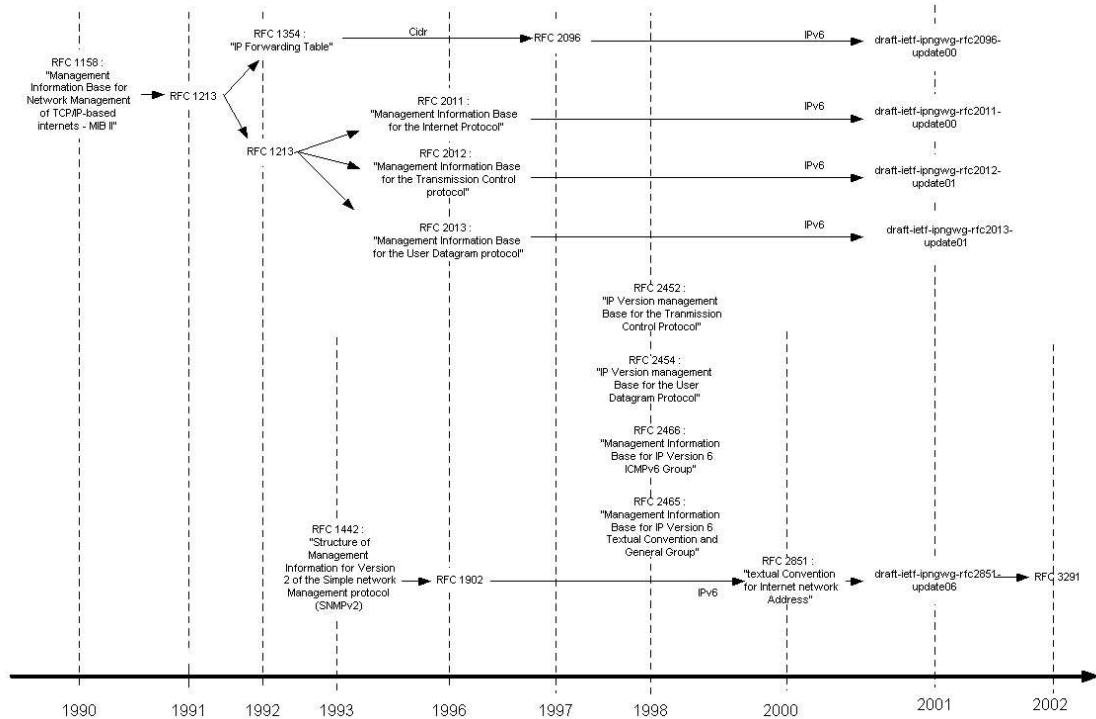 RFC 1354 :
"IP Forwarding Table"
Cidr
RFC 2096
IPv6
draft-ietf-ipngwg-rfc2096-
update00
RFC 1158 :
"Management
Information Base for
Network Management
of TCP/IP-based
internets - MIB II"
RFC 1213
RFC 1213
RFC 2011 :
"Management Information Base
for the Internet Protocol"
IPv6
draft-ietf-ipngwg-rfc2011-
update00
RFC 2012 :
"Management Information Base
for the Transmission Control
protocol"
IPv6
draft-ietf-ipngwg-rfc2012-
update01
RFC 2013 :
"Management Information Base
for the User Datagram protocol"
IPv6
draft-ietf-ipngwg-rfc2013-
update01
RFC 2452 :
"IP Version management
Base for the Tranmission
Control Protocol"
RFC 2454 :
"IP Version management
Base for the User
Datagram Protocol"
RFC 2466 :
"Management Information
Base for IP Version 6
ICMPv6 Group"
RFC 2465 :
"Management Information
Base for IP Version 6
Textual Convention and
General Group"
RFC 1442 :
"Structure of
Management
Information for Version
2 of the Simple network
Management protocol
(SNMPv2)
RFC 1902
IPv6
RFC 2851 :
"textual Convention
for Internet network
Address"
draft-ietf-ipngwg-rfc2851-
update06
RFC 3291
1990
1991
1992
1993
1996
1997
1998
2000
2001
2002